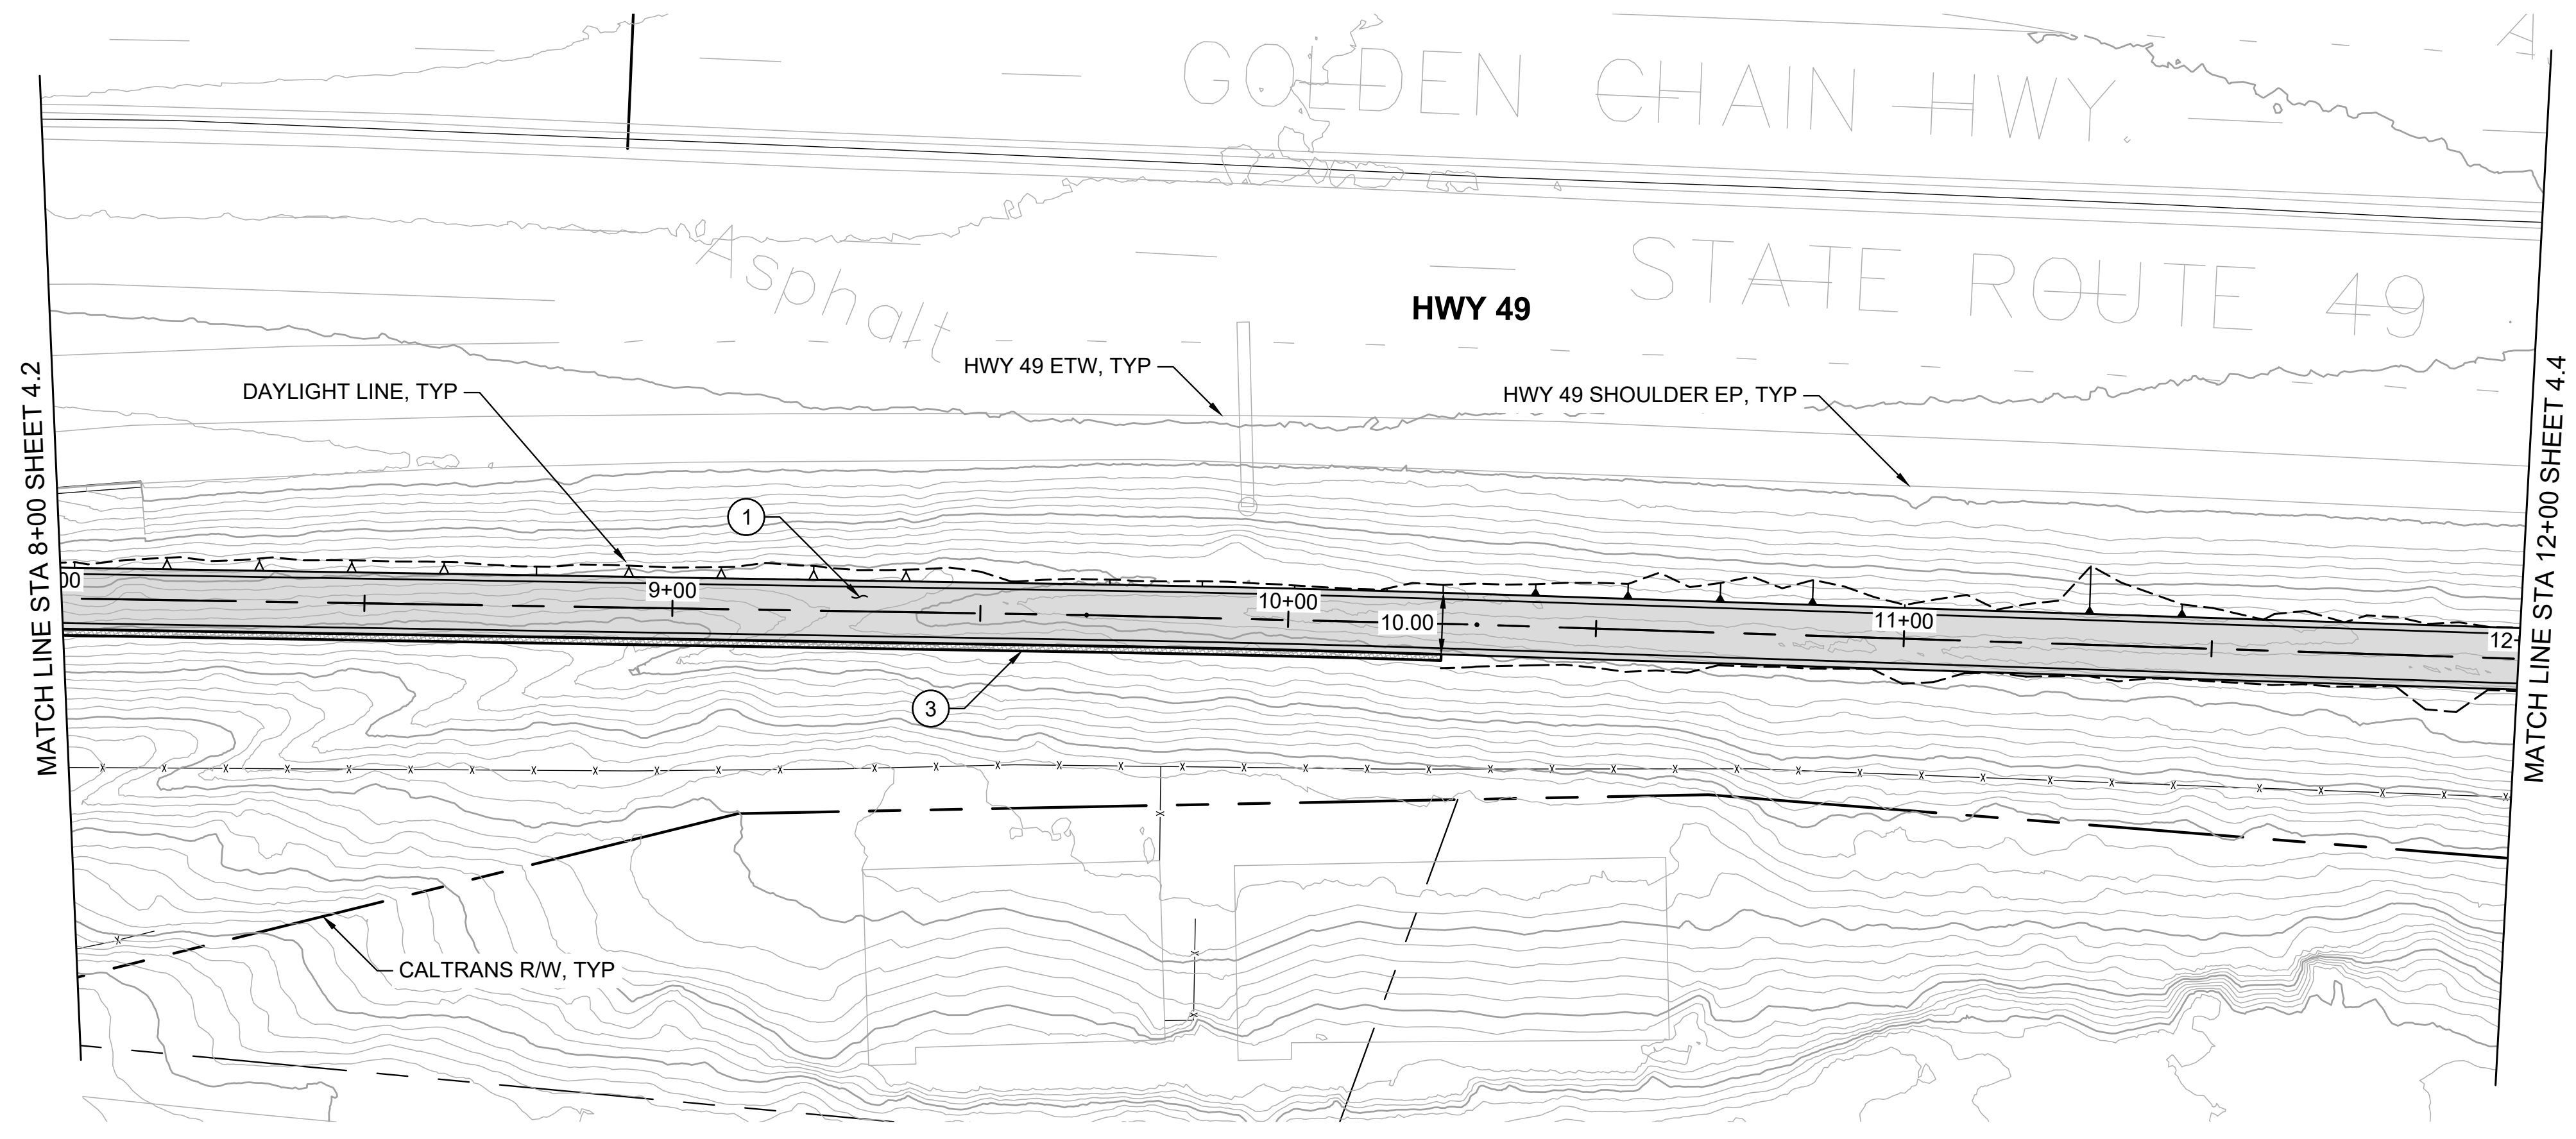 GOLDEN CHAIN HWY.
STATE ROUTE 49
Asphalt
HWY 49
HWY 49 ETW, TYP
DAYLIGHT LINE, TYP
HWY 49 SHOULDER EP, TYP
MATCH LINE STA 8+00 SHEET 4.2
MATCH LINE STA 12+00 SHEET 4.4
1
00
9+00
10+00
10.00
11+00
12+
3
CALTRANS R/W, TYP